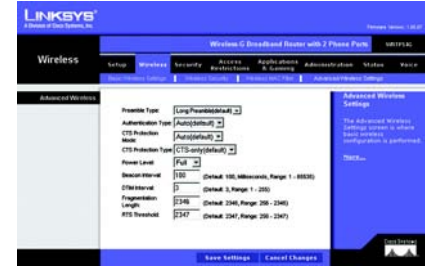 LINKSYS®
A Division of Cisco Systems, Inc.
Wireless-G Broadband Router with 2 Phone Ports
WRTP54G
Wireless
Setup Wireless Security Access Restrictions Applications & Gaming Administration Status Voice
Basic Wireless Settings Wireless Security Wireless MAC Filter Advanced Wireless Settings
Advanced Wireless
Preamble Type: Long Preamble(default)
Authentication Type: Auto(default)
CTS Protection Mode: Auto(default)
CTS Protection Type: CTS-only(default)
Power Level: Full
Beacon Interval: 100 (Default: 100, Milliseconds, Range: 1 - 65535)
DTIM Interval: 3 (Default: 3, Range: 1 - 255)
Fragmentation Length: 2346 (Default: 2346, Range: 256 - 2346)
RTS Threshold: 2347 (Default: 2347, Range: 256 - 2347)
Advanced Wireless Settings
The Advanced Wireless Settings screen is where basic wireless configuration is performed.
More...
Save Settings Cancel Changes
Cisco Systems